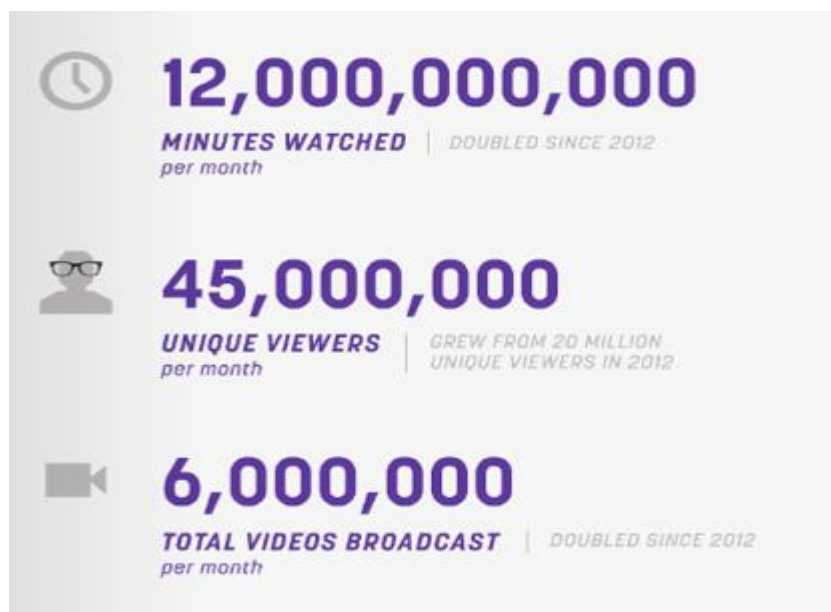 12,000,000,000
MINUTES WATCHED | DOUBLED SINCE 2012
per month
45,000,000
UNIQUE VIEWERS | GREW FROM 20 MILLION
UNIQUE VIEWERS IN 2012
per month
6,000,000
TOTAL VIDEOS BROADCAST | DOUBLED SINCE 2012
per month